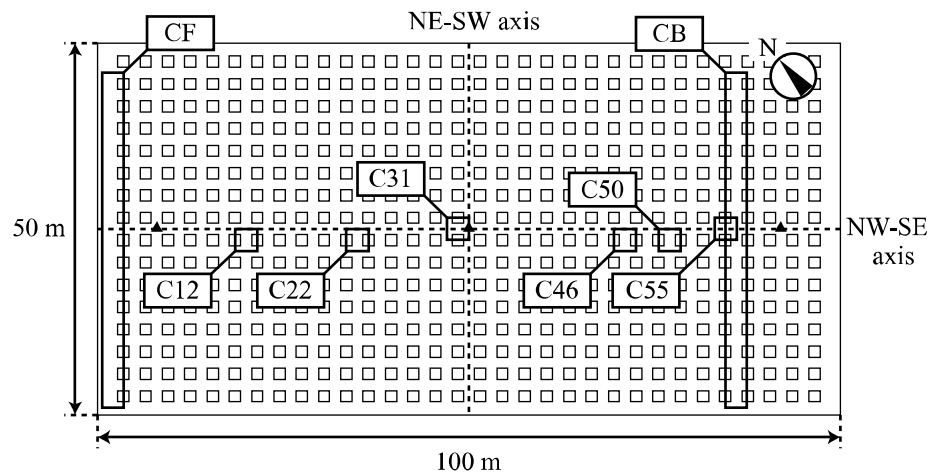 NE-SW axis
CF
CB
N
C31
C50
50 m
NW-SE
axis
C12
C22
C46
C55
100 m